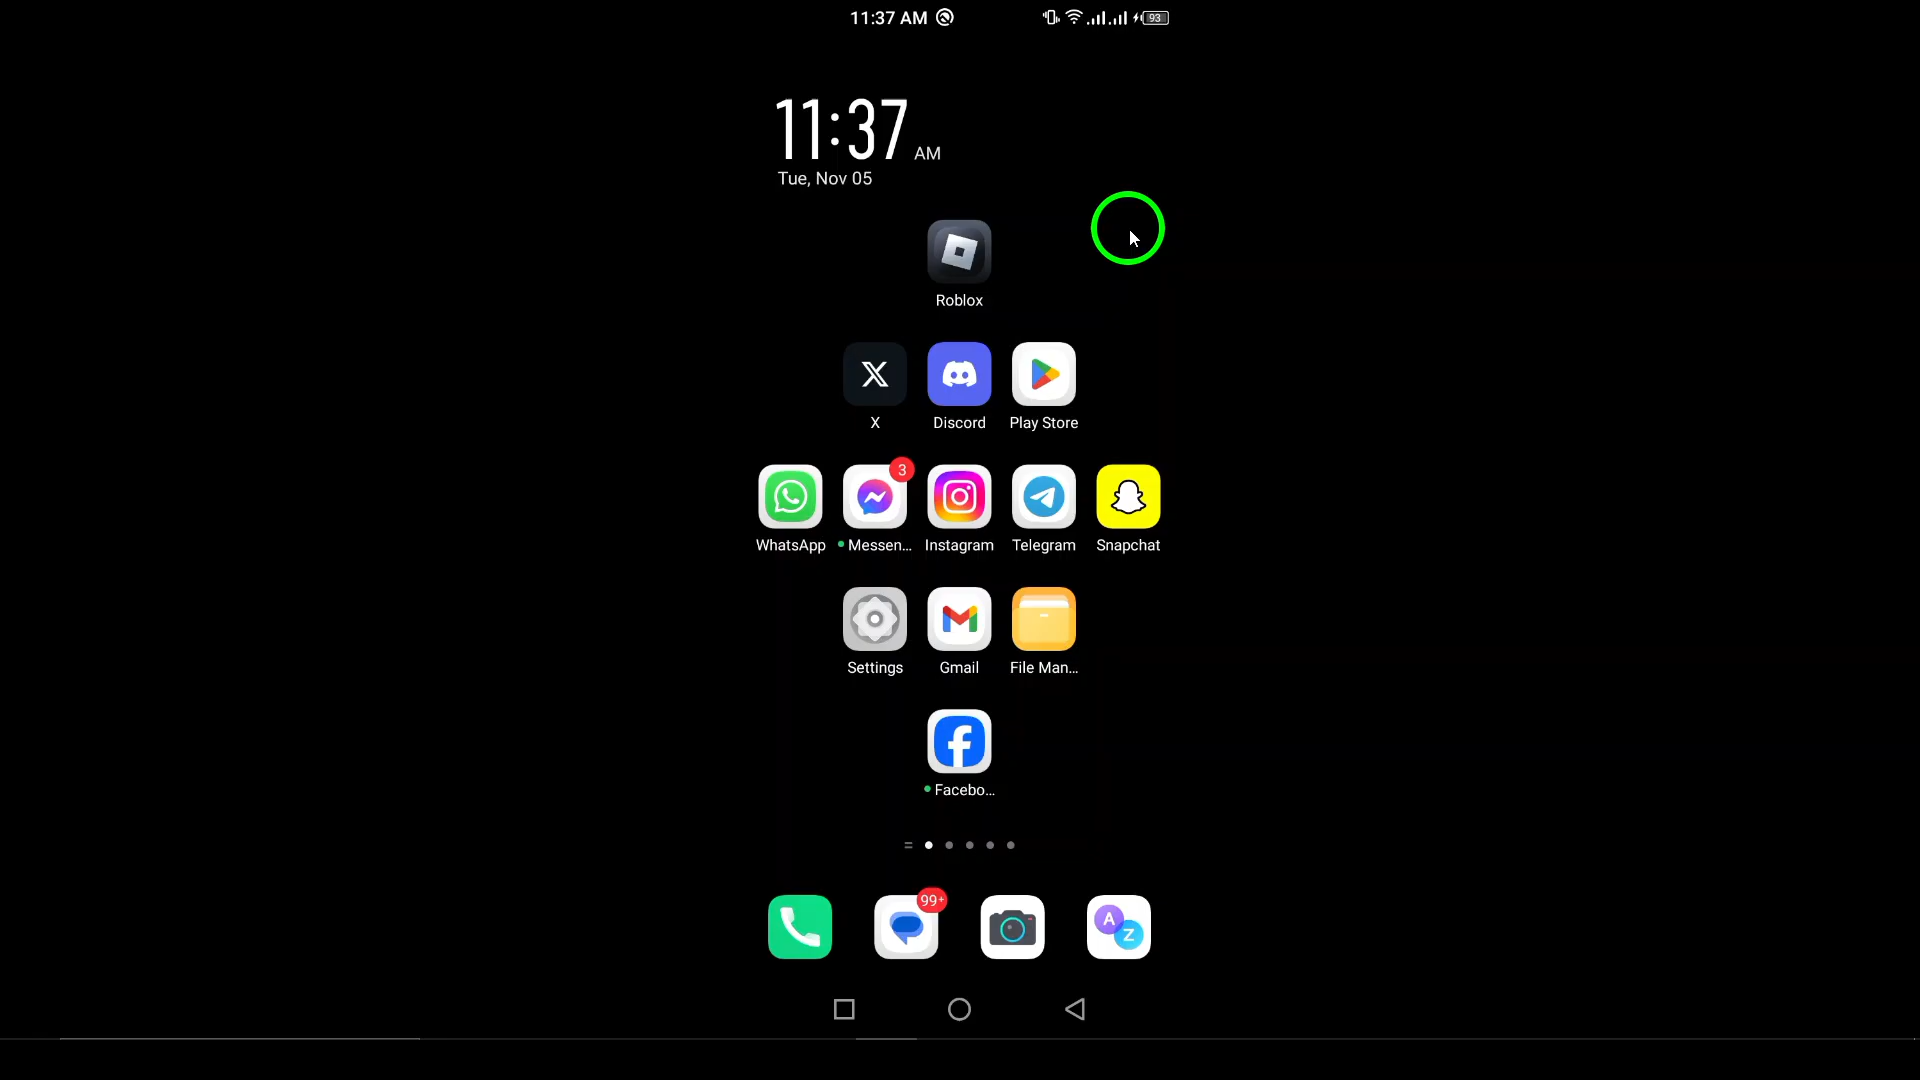 11:37 AM
93
11:37 AM
Tue, Nov 05
Roblox
X
Discord
Play Store
3
WhatsApp
Messen...
Instagram
Telegram
Snapchat
Settings
Gmail
File Man...
Facebo...
99+
A
Z